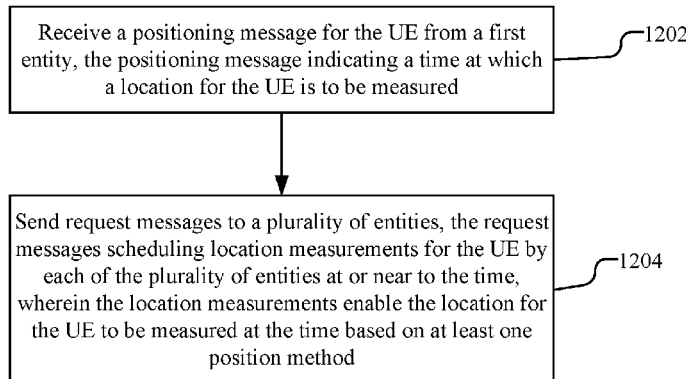 Receive a positioning message for the UE from a first
entity, the positioning message indicating a time at which
a location for the UE is to be measured
1202
Send request messages to a plurality of entities, the request
messages scheduling location measurements for the UE by
each of the plurality of entities at or near to the time,
wherein the location measurements enable the location for
the UE to be measured at the time based on at least one
position method
1204